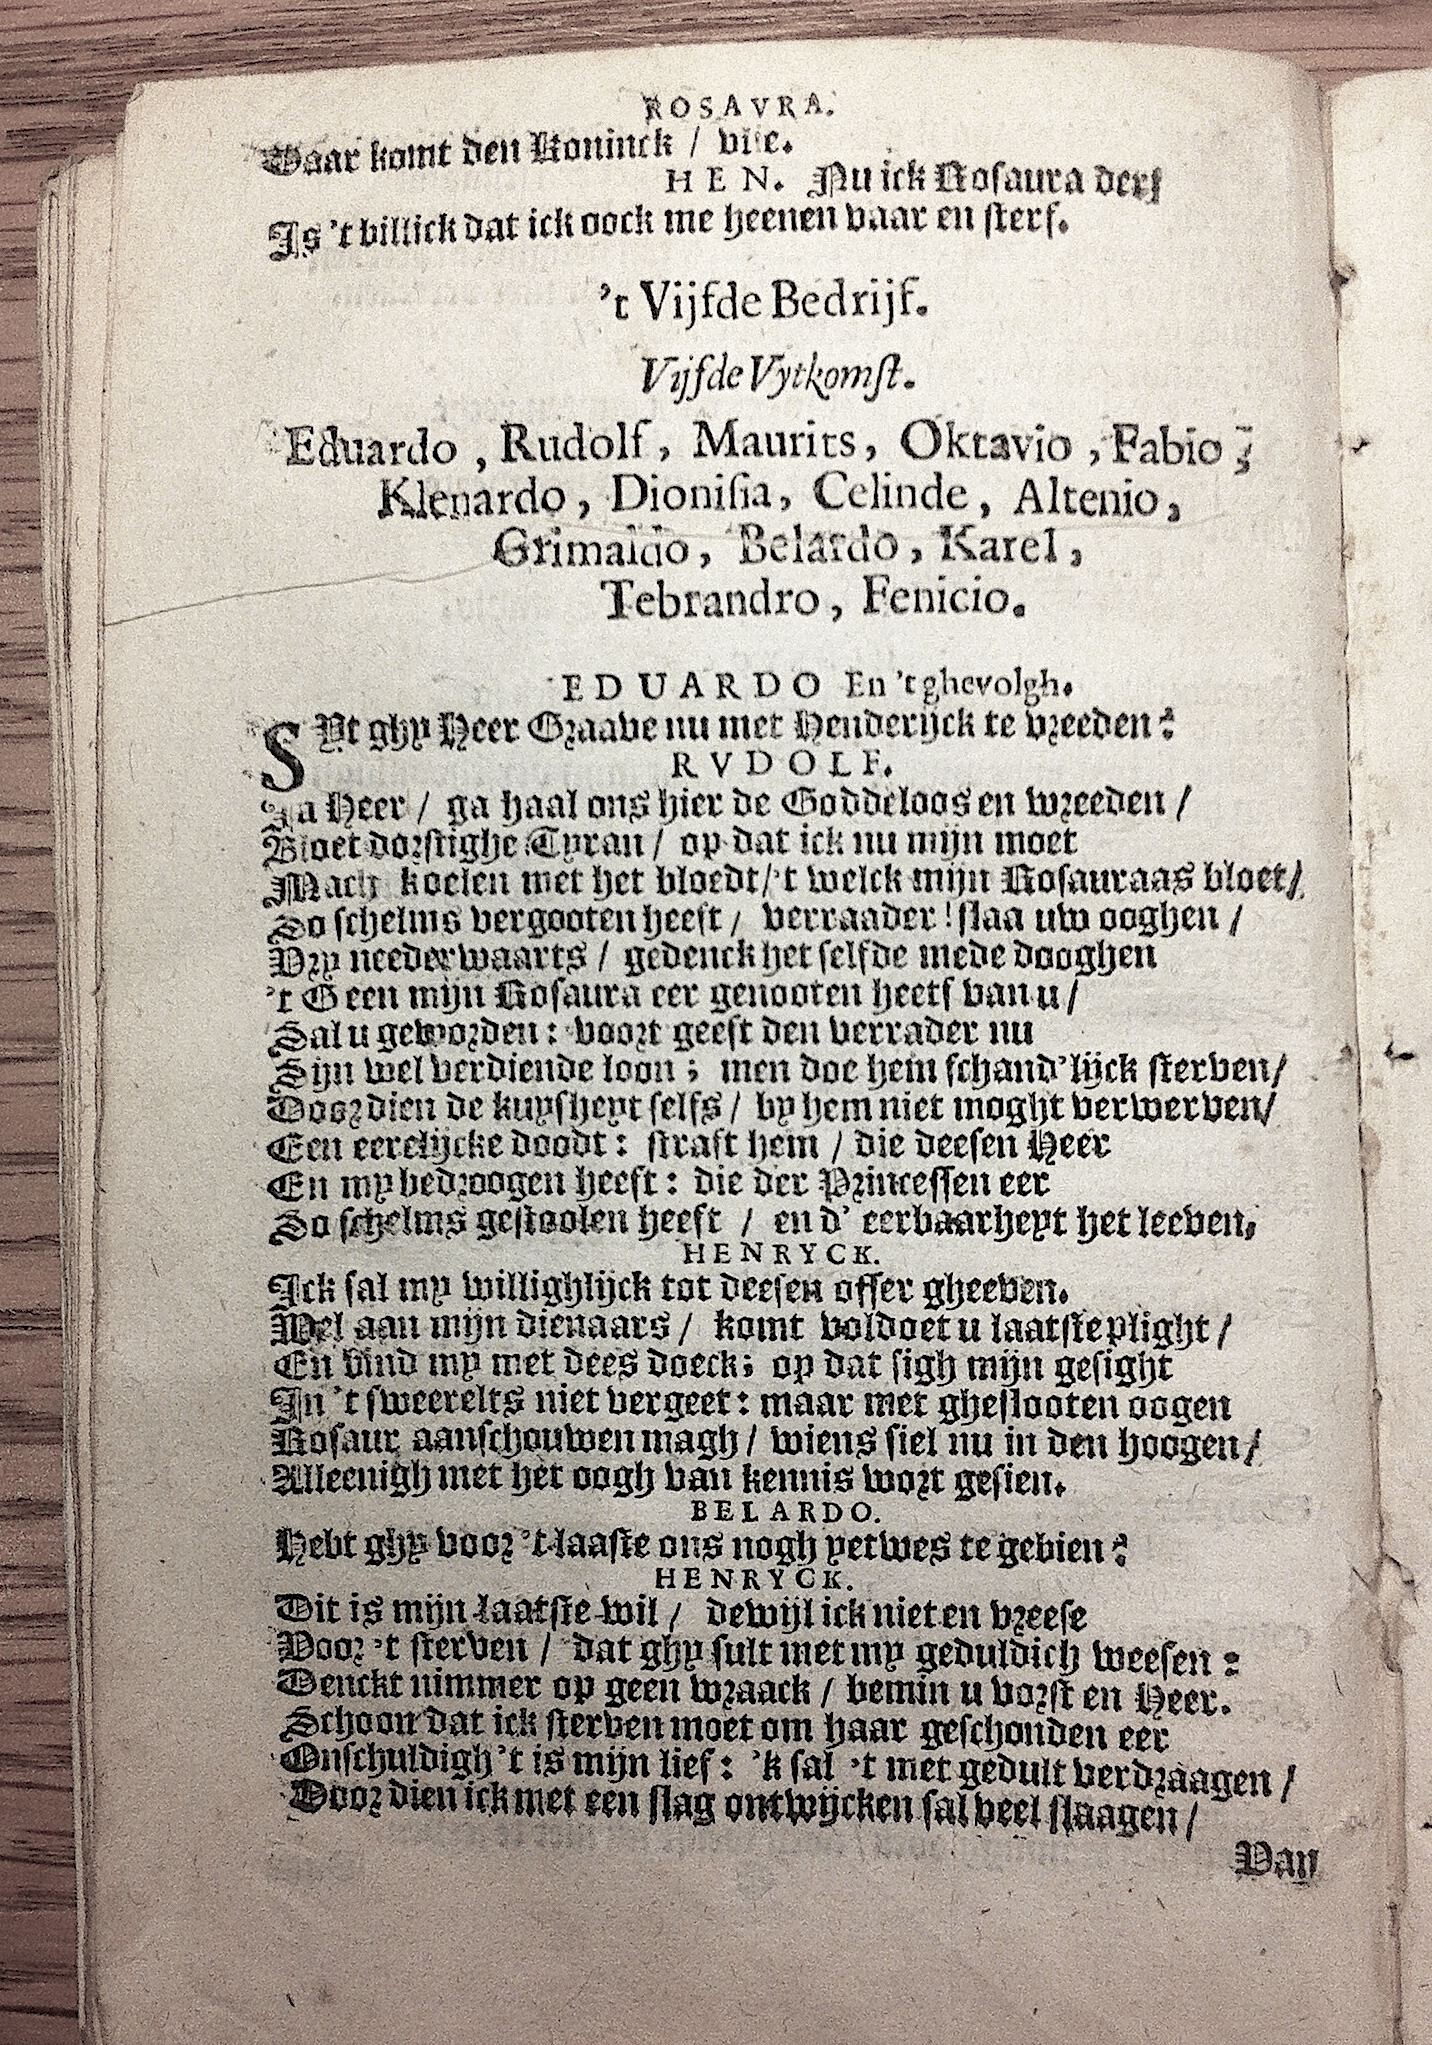 ROSAVRA.
Daar komt den Koninck / vlie.
HEN. Nu ick Rosaura derf
Is 't billick dat ick oock me heenen vaar en sterf.
't Vijfde Bedrijf.
Vijfde Vytkomst.
Eduardo, Rudolf, Maurits, Oktavio, Fabio,
Klenardo, Dionisia, Celinde, Altenio,
Grimaldo, Belardo, Karel,
Tebrandro, Fenicio.
EDUARDO En 't ghevolgh.
SYt ghy Heer Graave nu met Henderijck te vreeden?
RVDOLF.
Ja Heer / ga haal ons hier de Goddeloos en wreeden /
Bloet dorstighe Tyran / op dat ick nu mijn moet
Mach koelen met het bloedt / 't welck mijn Rosauraas bloet /
So schelms vergooten heeft / verraader! slaa uw ooghen /
Vry neederwaarts / gedenck het selfde mede dooghen
't Geen mijn Rosaura eer genooten heets van u /
Sal u geworden: voort geeft den verrader nu
Sijn wel verdiende loon; men doe hem schand'lijck sterven /
Doordien de kuysheyt selfs / by hem niet moght verwerven /
Een eerelijcke doodt: straft hem / die deesen Heer
En my bedroogen heeft: die der Princessen eer
So schelms gestoolen heeft / en d' eerbaarheyt het leeven.
HENRYCK.
Ick sal my willighlijck tot deesen offer gheeven.
Wel aan mijn dienaars / komt voldoet u laatste plight /
En bind my met dees doeck; op dat sigh mijn gesight
In 't sweerelts niet vergeet: maar met gheslooten oogen
Rosaur aanschouwen magh / wiens siel nu in den hoogen /
Alleenigh met het oogh van kennis wort gesien.
BELARDO.
Hebt ghy voor 't laaste ons nogh yetwes te gebien?
HENRYCK.
Dit is mijn laatste wil / dewijl ick niet en vreese
Voor 't sterven / dat ghy sult met my geduldich weesen:
Denckt nimmer op geen wraack / bemin u vorst en Heer.
Schoon dat ick sterven moet om haar geschonden eer
Onschuldigh 't is mijn lief: 'k sal 't met gedult verdraagen /
Door dien ick met een slag ontwijcken sal veel slaagen /
Van